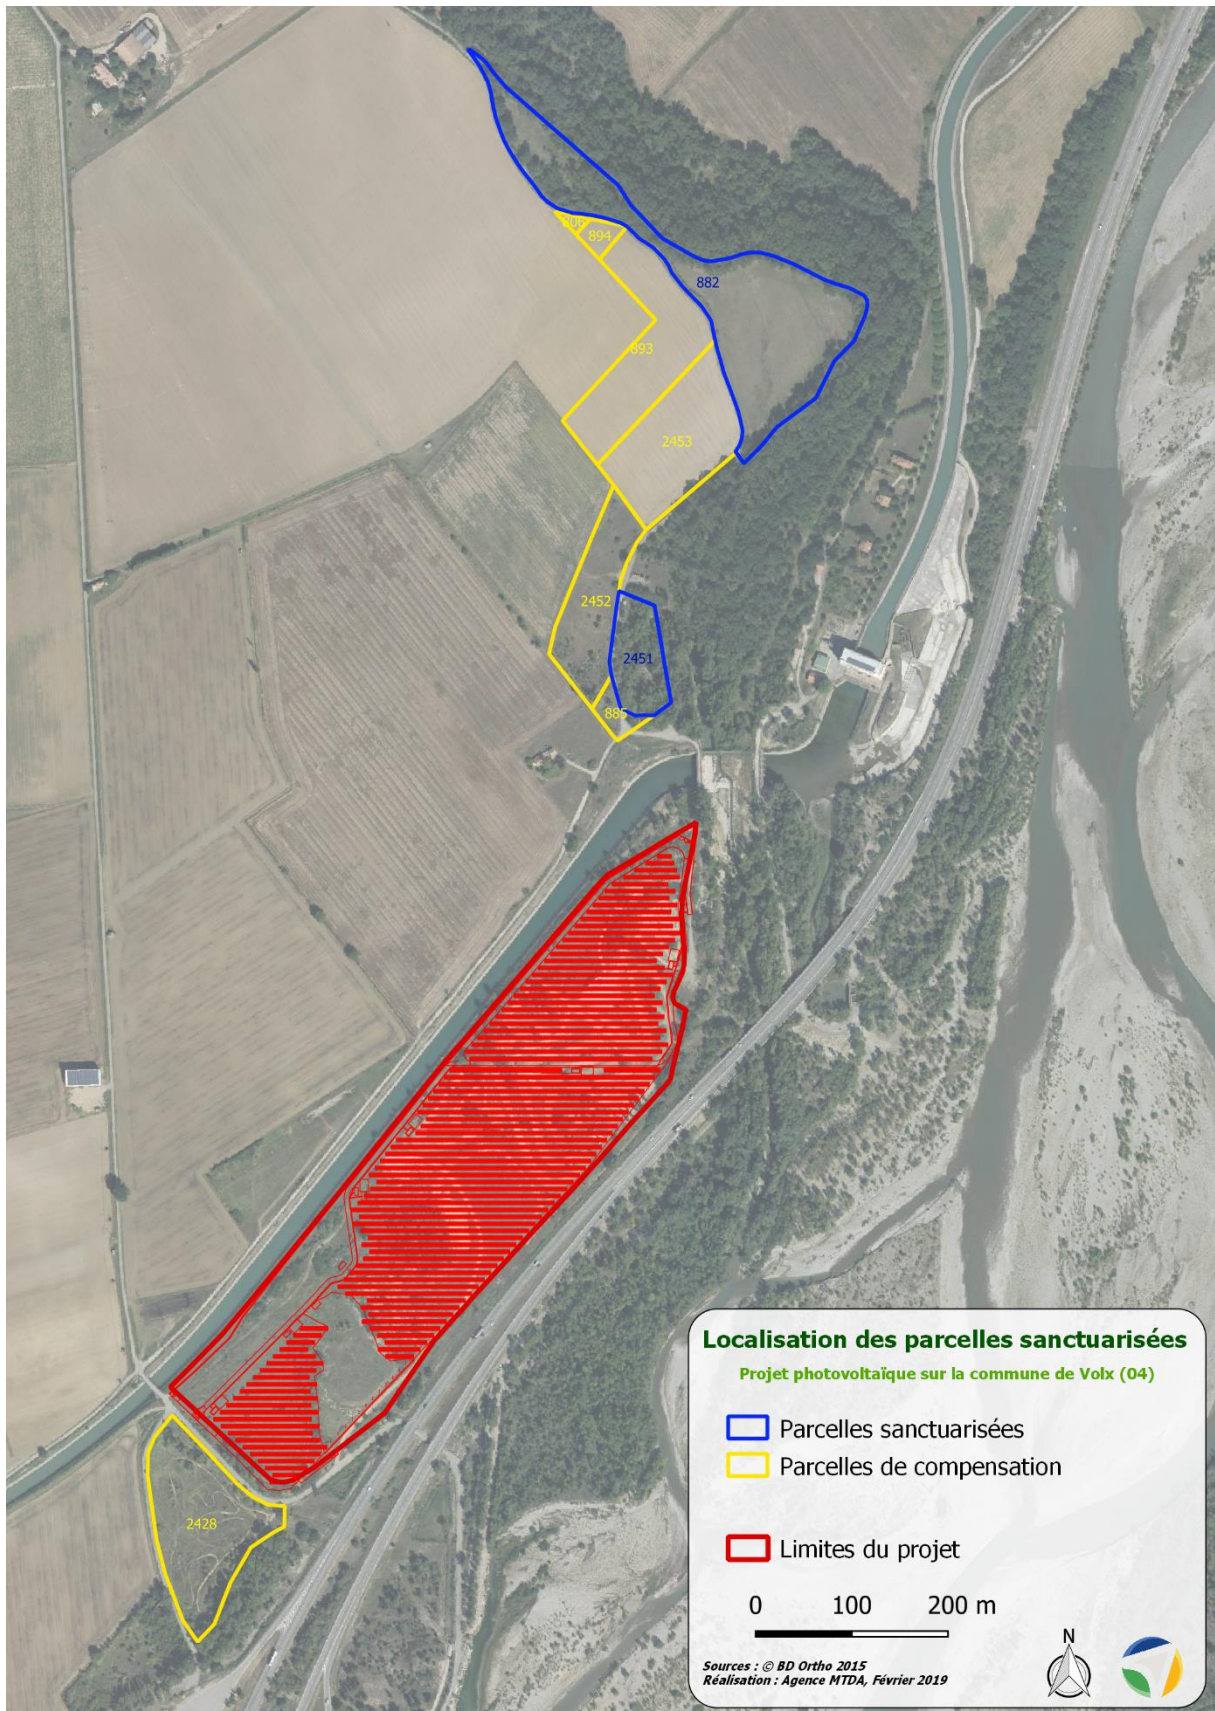 882
894
893
2453
2452
2451
885
2428
Localisation des parcelles sanctuarisées
Projet photovoltaïque sur la commune de Volx (04)
Parcelles sanctuarisées
Parcelles de compensation
Limites du projet
0 100 200 m
N
Sources : © BD Ortho 2015
Réalisation : Agence MTDA, Février 2019